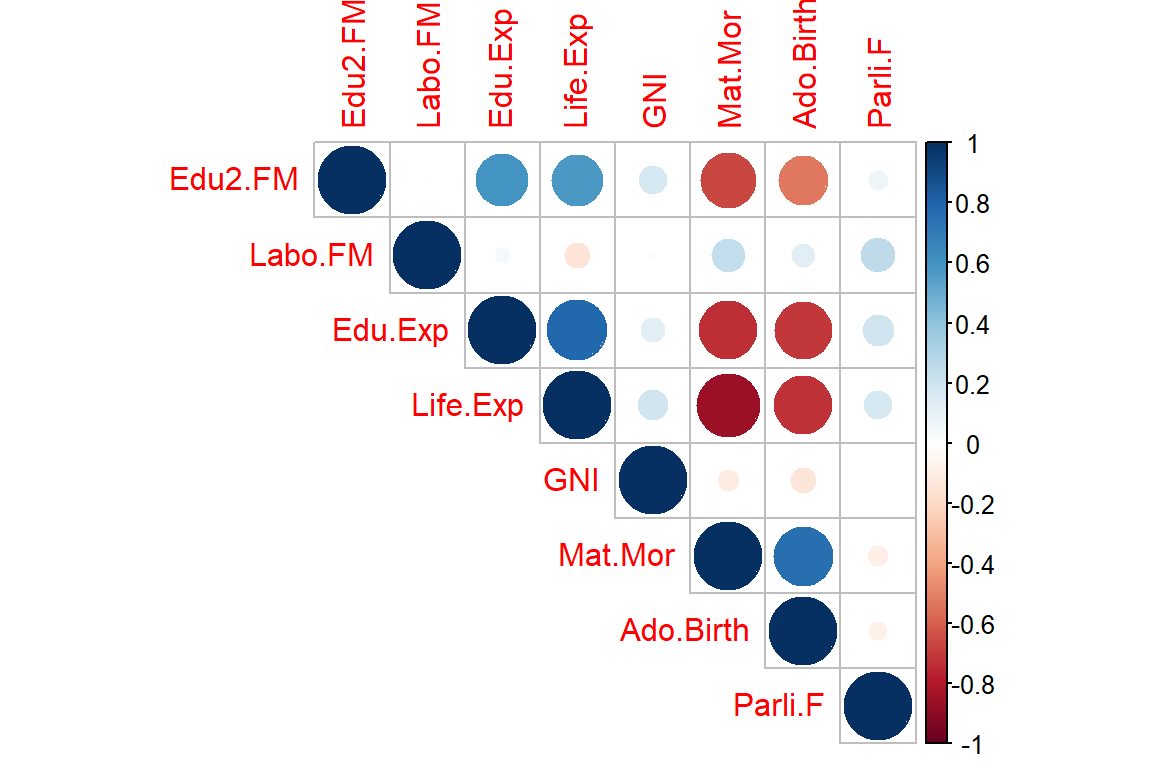 Edu2.FM
Labo.FM
Edu.Exp
Life.Exp
GNI
Mat.Mor
Ado.Birth
Parli.F
Edu2.FM
Labo.FM
Edu.Exp
Life.Exp
GNI
Mat.Mor
Ado.Birth
Parli.F
1
0.8
0.6
0.4
0.2
0
-0.2
-0.4
-0.6
-0.8
-1